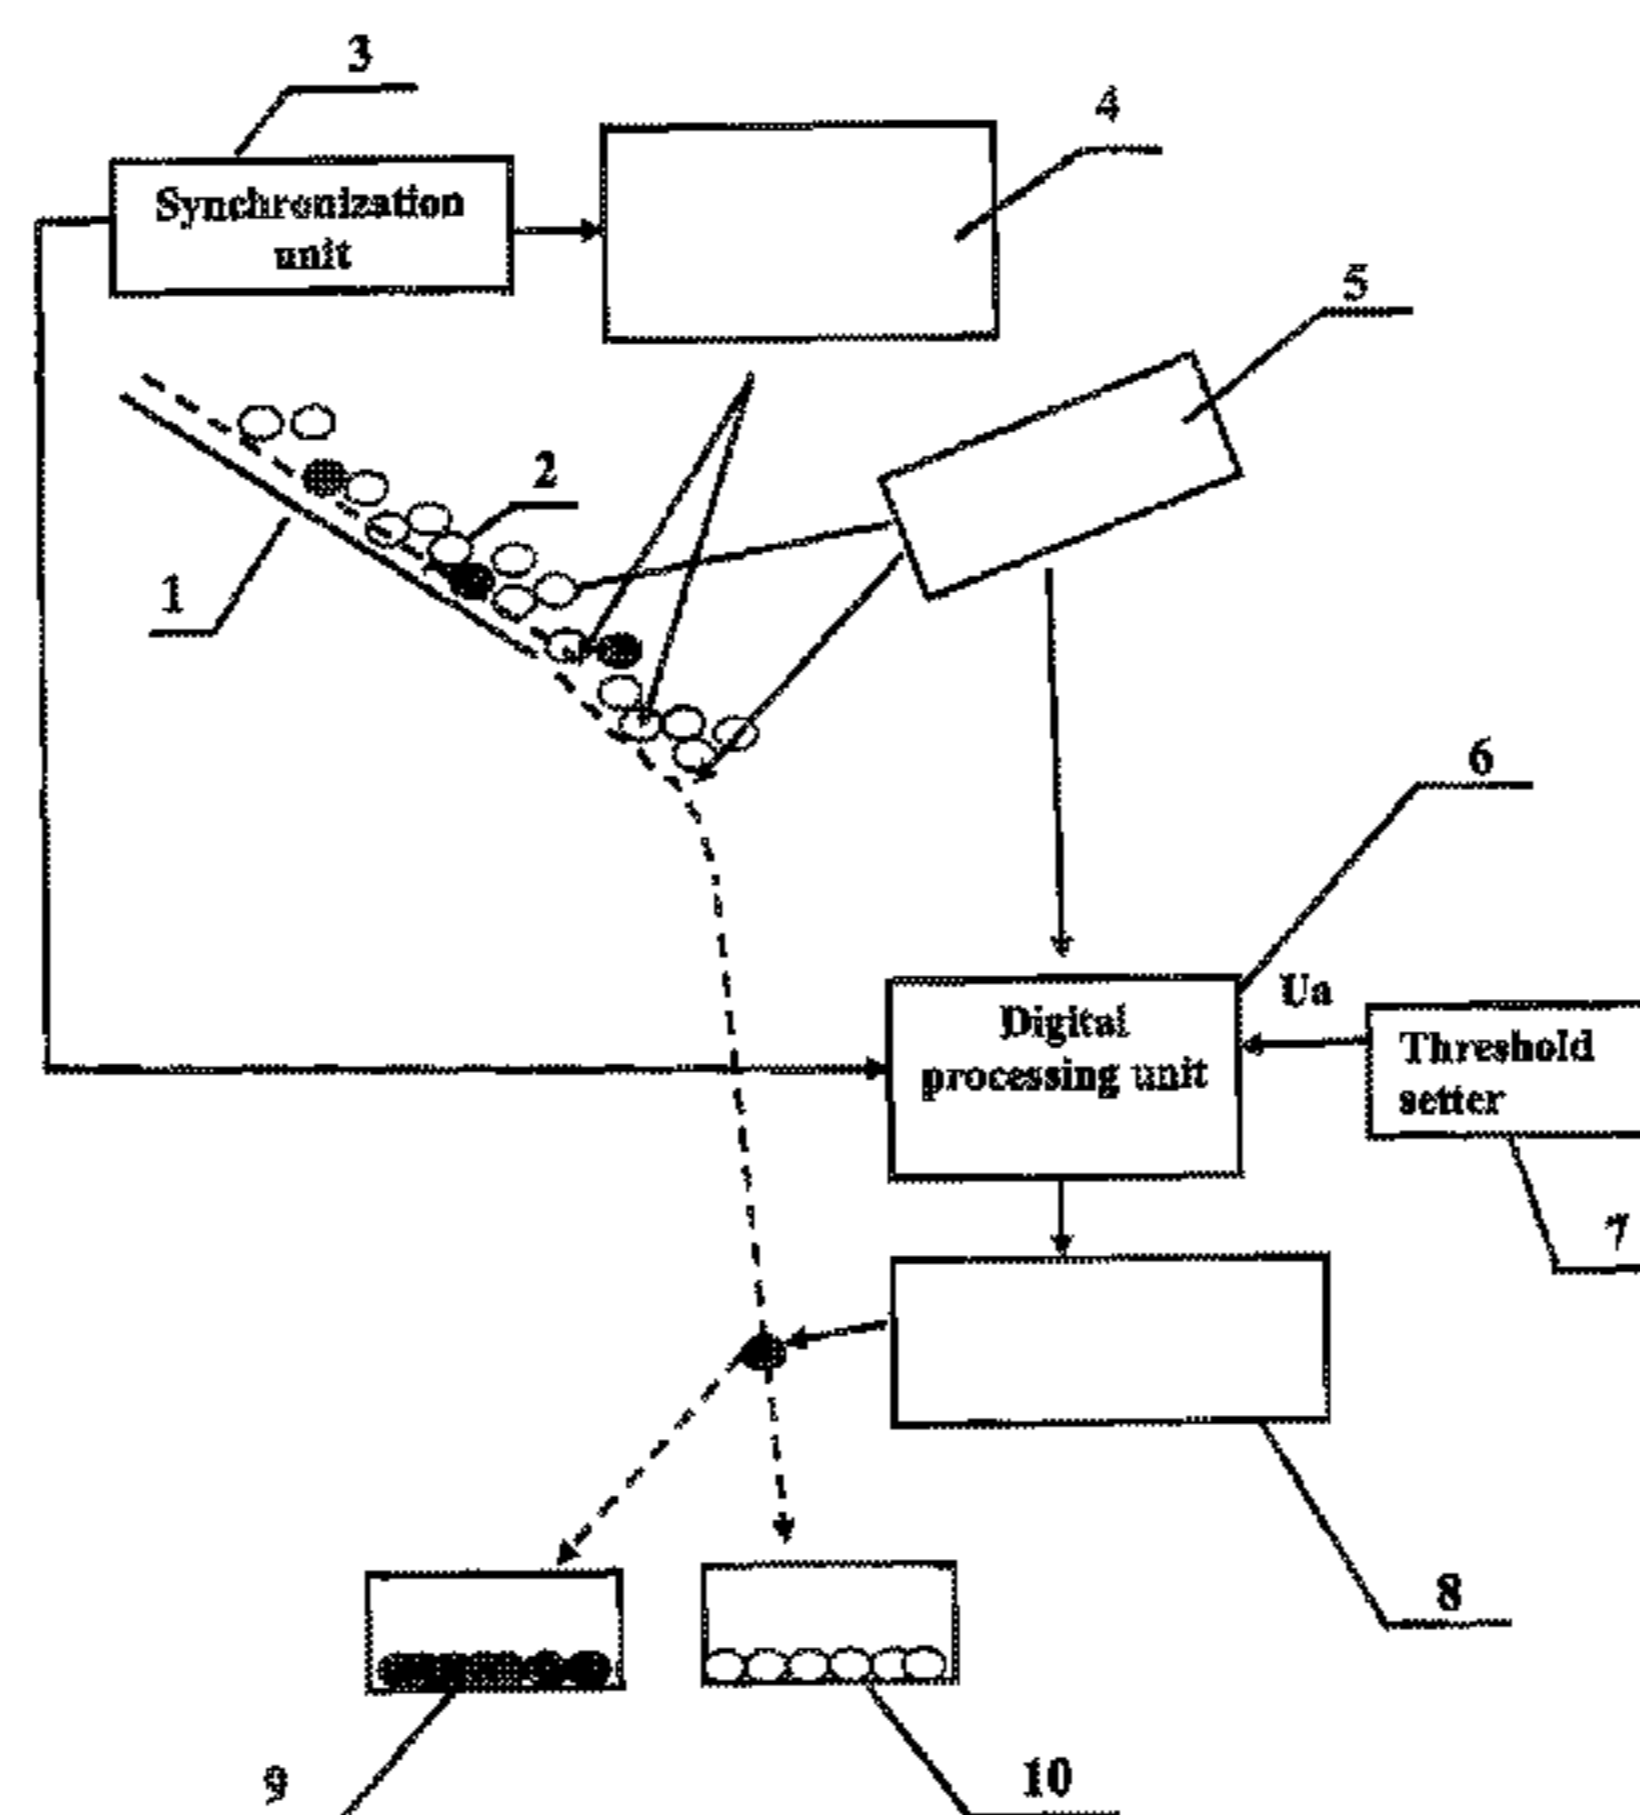 3
4
Synchronization
unit
5
2
1
6
Ua
Digital
processing unit
Threshold
setter
7
8
9
10